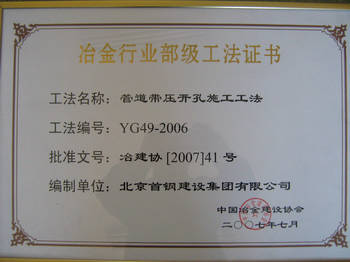 冶金行业部级工法证书
工法名称：管道带压开孔施工工法
工法编号：YG49-2006
批准文号：冶建协[2007]41号
编制单位：北京首钢建设集团有限公司
中国冶金建设协会
二〇〇七年七月